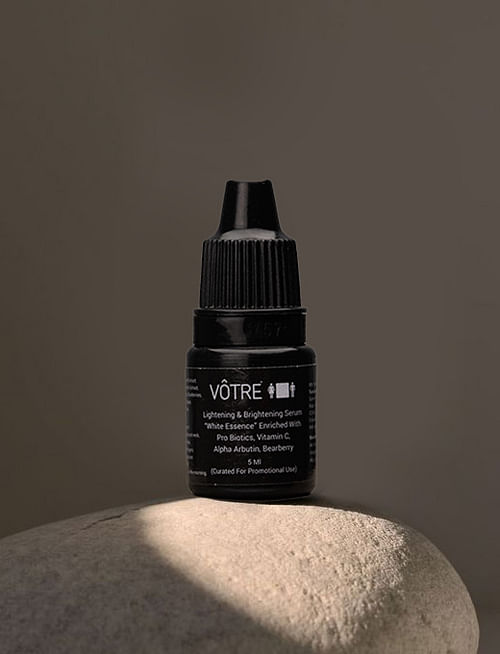 VÔTRE
Lightening & Brightening Serum
"White Essence" Enriched With
Pro Biotics, Vitamin C,
Alpha Arbutin, Bearberry
5 Ml
(Curated For Promotional Use)